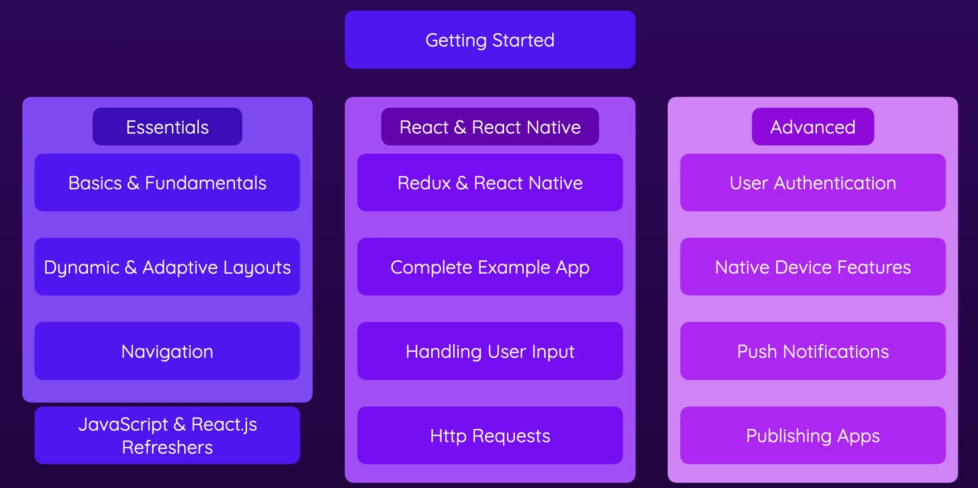 Getting Started
Essentials
Basics & Fundamentals
Dynamic & Adaptive Layouts
Navigation
JavaScript & React.js
Refreshers
React & React Native
Redux & React Native
Complete Example App
Handling User Input
Http Requests
Advanced
User Authentication
Native Device Features
Push Notifications
Publishing Apps